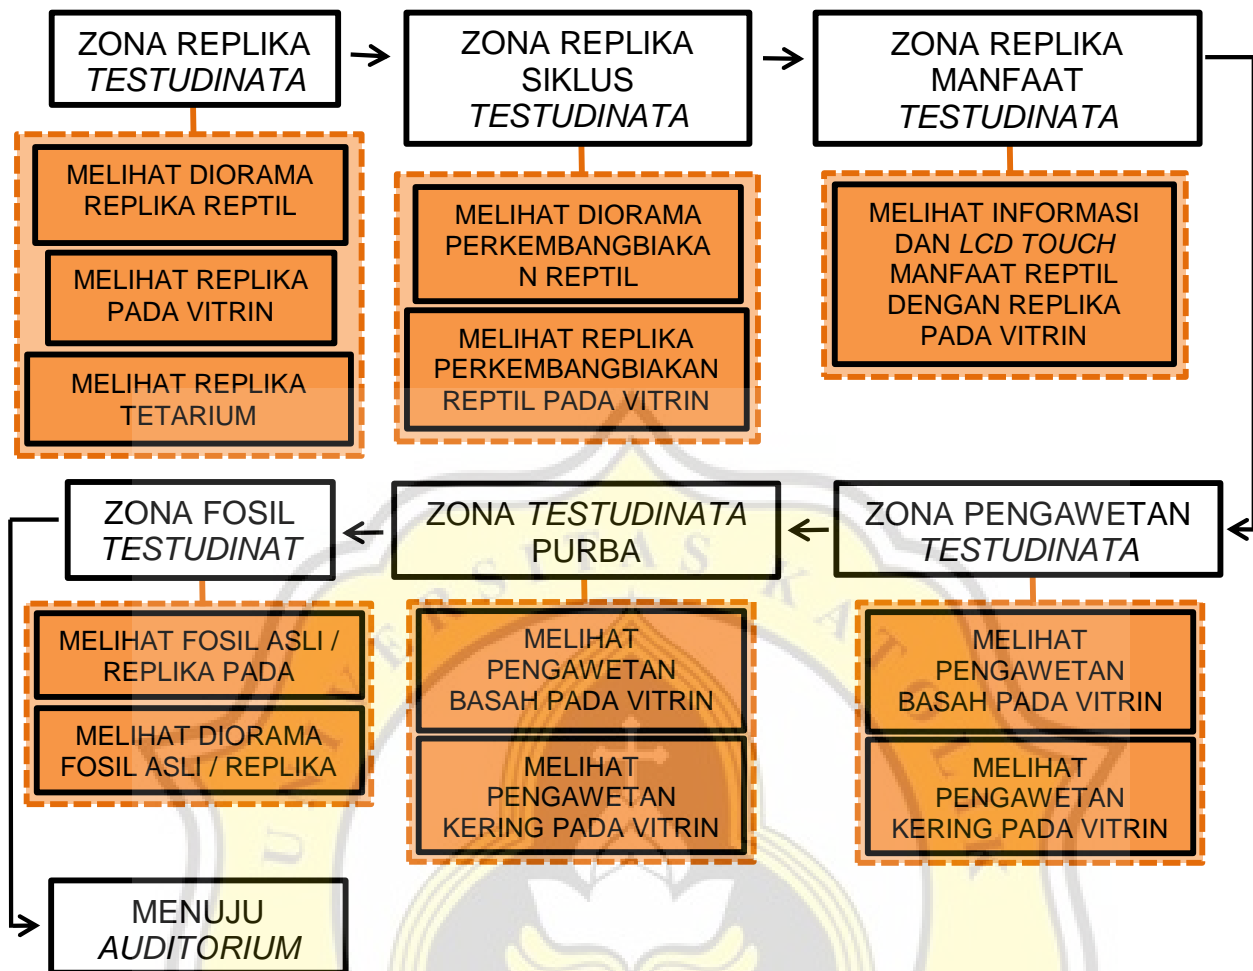 ZONA REPLIKA
TESTUDINATA
ZONA REPLIKA
SIKLUS
TESTUDINATA
ZONA REPLIKA
MANFAAT
TESTUDINATA
MELIHAT DIORAMA
REPLIKA REPTIL
MELIHAT REPLIKA
PADA VITRIN
MELIHAT REPLIKA
TETARIUM
MELIHAT DIORAMA
PERKEMBANGBIAKA
N REPTIL
MELIHAT REPLIKA
PERKEMBANGBIAKAN
REPTIL PADA VITRIN
MELIHAT INFORMASI
DAN LCD TOUCH
MANFAAT REPTIL
DENGAN REPLIKA
PADA VITRIN
ZONA FOSIL
TESTUDINAT
ZONA TESTUDINATA
PURBA
ZONA PENGAWETAN
TESTUDINATA
MELIHAT FOSIL ASLI /
REPLIKA PADA
MELIHAT DIORAMA
FOSIL ASLI / REPLIKA
MELIHAT
PENGAWETAN
BASAH PADA VITRIN
MELIHAT
PENGAWETAN
KERING PADA VITRIN
MELIHAT
PENGAWETAN
BASAH PADA VITRIN
MELIHAT
PENGAWETAN
KERING PADA VITRIN
MENUJU
AUDITORIUM
UNIVERSITAS KATOLIK